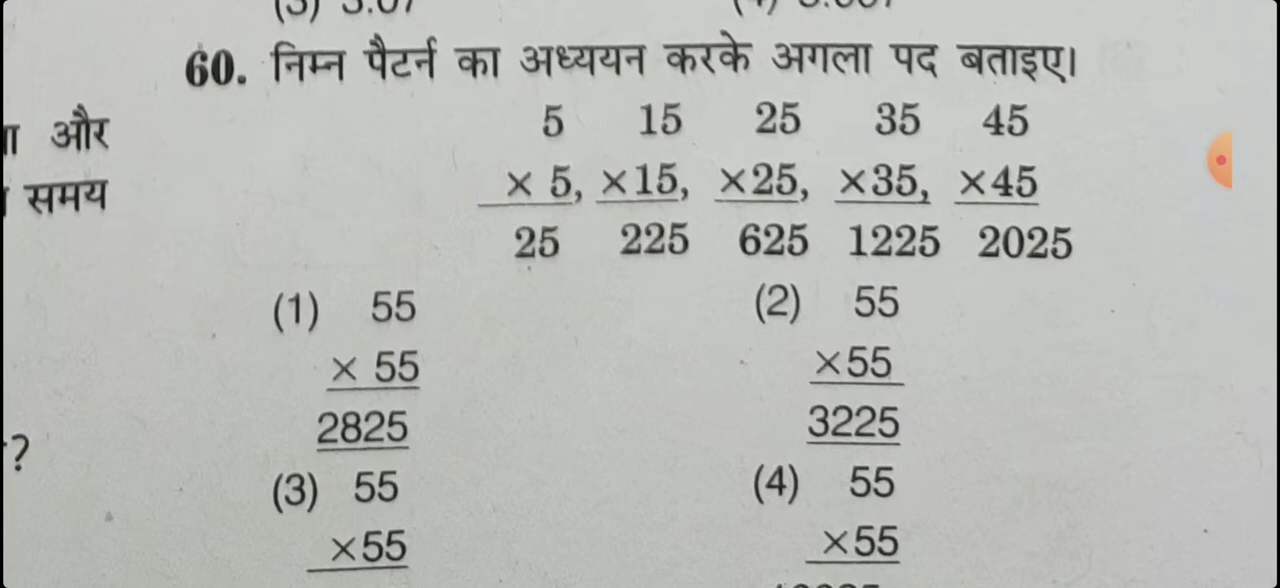 60. निम्न पैटर्न का अध्ययन करके अगला पद बताइए।
5 15 25 35 45
× 5, ×15, ×25, ×35, ×45
25 225 625 1225 2025
और
समय
?
(1) 55
× 55
2825
(2) 55
×55
3225
(3) 55
×55
(4) 55
×55